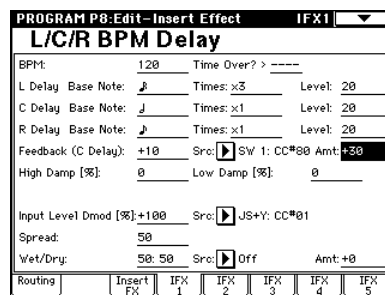 PROGRAM P8:Edit-Insert Effect IFX1
L/C/R BPM Delay
BPM: 120 Time Over? > ----
L Delay Base Note: Times: x3 Level: 20
C Delay Base Note: Times: x1 Level: 20
R Delay Base Note: Times: x1 Level: 20
Feedback (C Delay): +10 Src: SW 1: CC#80 Amt: +30
High Damp [%]: 0 Low Damp [%]: 0
Input Level Dmod [%]: +100 Src: JS+Y: CC#01
Spread: 50
Wet/Dry: 50: 50 Src: Off Amt: +0
Routing Insert FX IFX 1 IFX 2 IFX 3 IFX 4 IFX 5